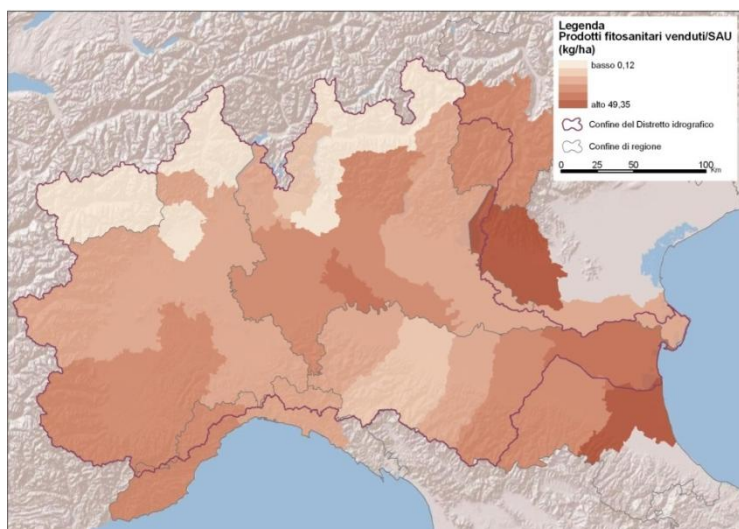 Legenda
Prodotti fitosanitari venduti/SAU
(kg/ha)
basso 0,12
alto 49,35
Confine del Distretto idrografico
Confine di regione
0 25 50 100
Km